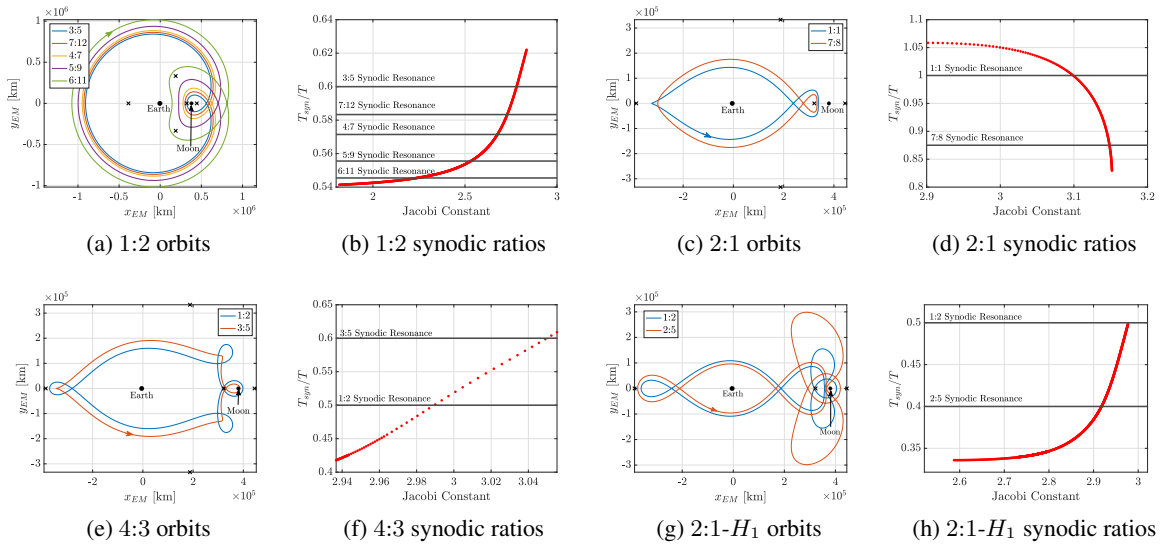 ×10⁶
1
0.5
0
-0.5
-1
y_EM [km]
3:5
7:12
4:7
5:9
6:11
Earth
Moon
-1
-0.5
0
0.5
1
×10⁶
x_EM [km]
(a) 1:2 orbits
0.64
0.62
0.6
0.58
0.56
0.54
T_syn/T
3:5 Synodic Resonance
7:12 Synodic Resonance
4:7 Synodic Resonance
5:9 Synodic Resonance
6:11 Synodic Resonance
2
2.5
3
Jacobi Constant
(b) 1:2 synodic ratios
×10⁵
3
2
1
0
-1
-2
-3
y_EM [km]
1:1
7:8
Earth
Moon
-2
0
2
4
×10⁵
x_EM [km]
(c) 2:1 orbits
1.1
1.05
1
0.95
0.9
0.85
0.8
T_syn/T
1:1 Synodic Resonance
7:8 Synodic Resonance
2.9
3
3.1
3.2
Jacobi Constant
(d) 2:1 synodic ratios
×10⁵
3
2
1
0
-1
-2
-3
y_EM [km]
1:2
3:5
Earth
Moon
-2
0
2
4
×10⁵
x_EM [km]
(e) 4:3 orbits
0.65
0.6
0.55
0.5
0.45
0.4
T_syn/T
3:5 Synodic Resonance
1:2 Synodic Resonance
2.94
2.96
2.98
3
3.02
3.04
Jacobi Constant
(f) 4:3 synodic ratios
×10⁵
3
2
1
0
-1
-2
-3
y_EM [km]
1:2
2:5
Earth
Moon
-2
0
2
4
×10⁵
x_EM [km]
(g) 2:1-H₁ orbits
0.5
0.45
0.4
0.35
T_syn/T
1:2 Synodic Resonance
2:5 Synodic Resonance
2.6
2.7
2.8
2.9
3
Jacobi Constant
(h) 2:1-H₁ synodic ratios